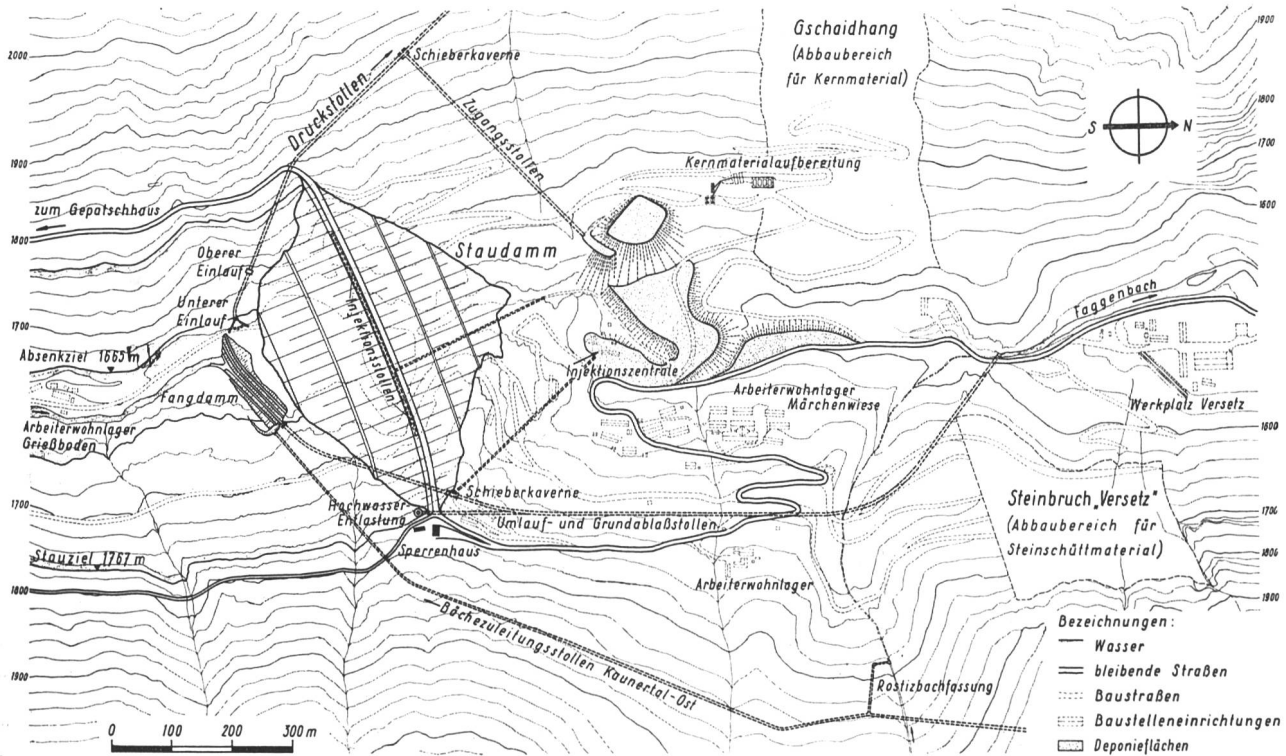 Gschaidhang
(Abbaubereich
für Kernmaterial)
S N
2000
1900
1800
1700
1700
1800
1900
1900
1800
1700
1600
1600
1700
1800
1900
Schieberkaverne
Druckstollen
Zugangsstollen
Kernmaterialaufbereitung
zum Gepatschhaus
Staudamm
Oberer
Einlauf
Unterer
Einlauf
Injektionsstollen
Faggenbach
Absenkziel 1665 m
Injektionszentrale
Fangdamm
Arbeiterwohnlager
Märchenwiese
Werkplatz Versetz
Arbeiterwohnlager
Grießboden
Schieberkaverne
Hochwasser-
Entlastung
Umlauf- und Grundablaßstollen
Sperrenhaus
Steinbruch „Versetz"
(Abbaubereich für
Steinschüttmaterial)
Stauziel 1767 m
Arbeiterwohnlager
Bächezuleitungsstollen Kaunertal-Ost
Rostizbachfassung
Bezeichnungen:
Wasser
bleibende Straßen
Baustraßen
Baustelleneinrichtungen
Deponieflächen
0 100 200 300 m